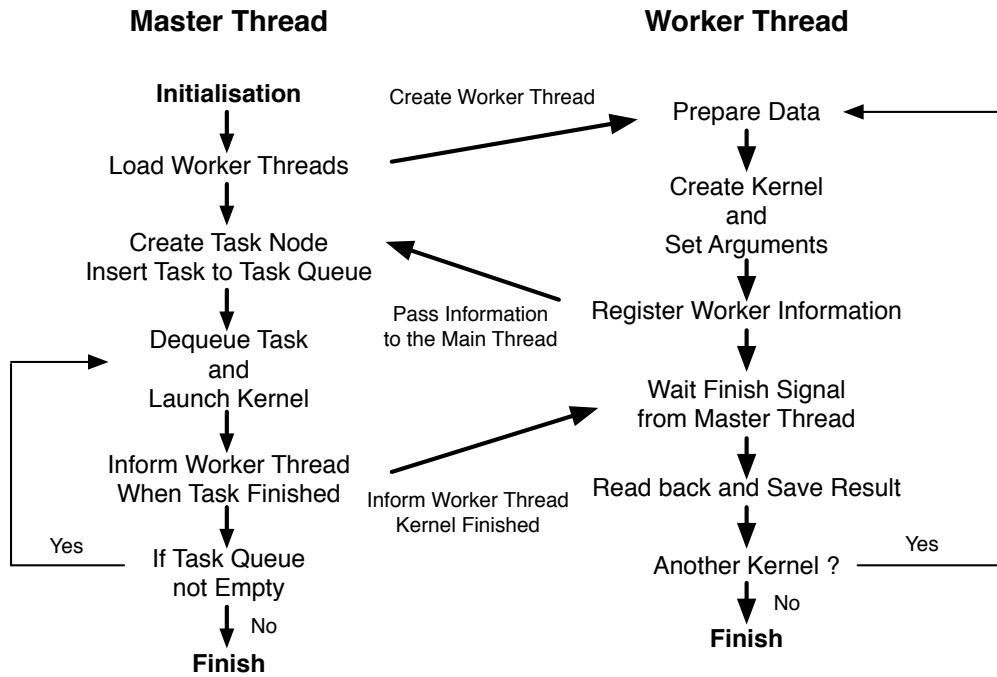 Master Thread
Worker Thread
Initialisation
Create Worker Thread
Prepare Data
Load Worker Threads
Create Kernel
and
Set Arguments
Create Task Node
Insert Task to Task Queue
Pass Information
to the Main Thread
Register Worker Information
Dequeue Task
and
Launch Kernel
Wait Finish Signal
from Master Thread
Inform Worker Thread
When Task Finished
Inform Worker Thread
Kernel Finished
Read back and Save Result
Yes
If Task Queue
not Empty
Another Kernel ?
Yes
No
No
Finish
Finish